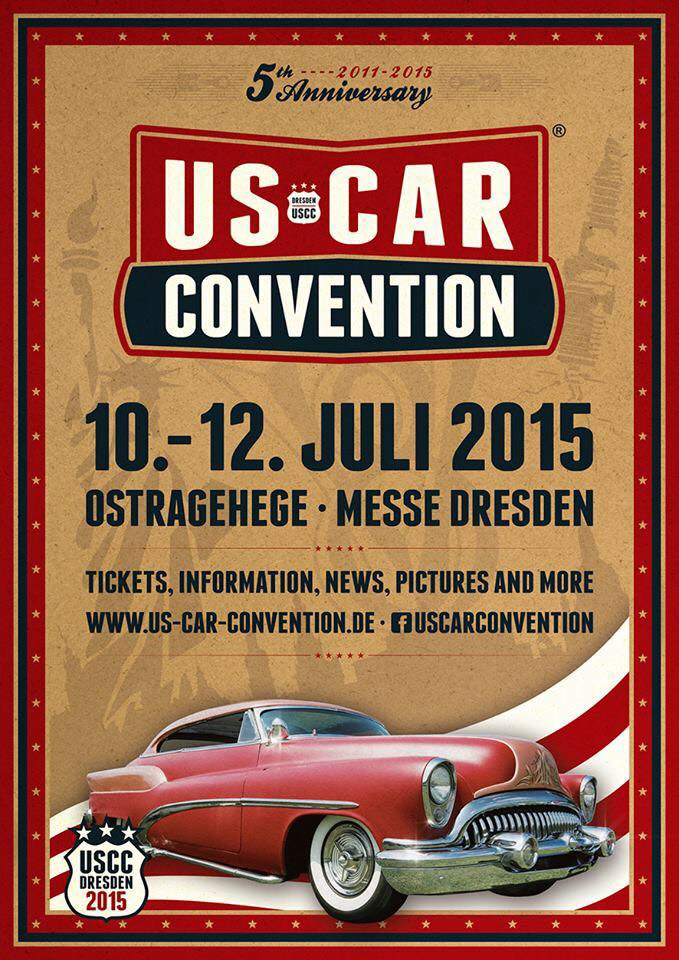 5th ----2011-2015
Anniversary
®
US CAR
DRESDEN
USCC
CONVENTION
10.-12. JULI 2015
OSTRAGEHEGE · MESSE DRESDEN
TICKETS, INFORMATION, NEWS, PICTURES AND MORE
WWW.US-CAR-CONVENTION.DE · USCARCONVENTION
USCC
DRESDEN
2015